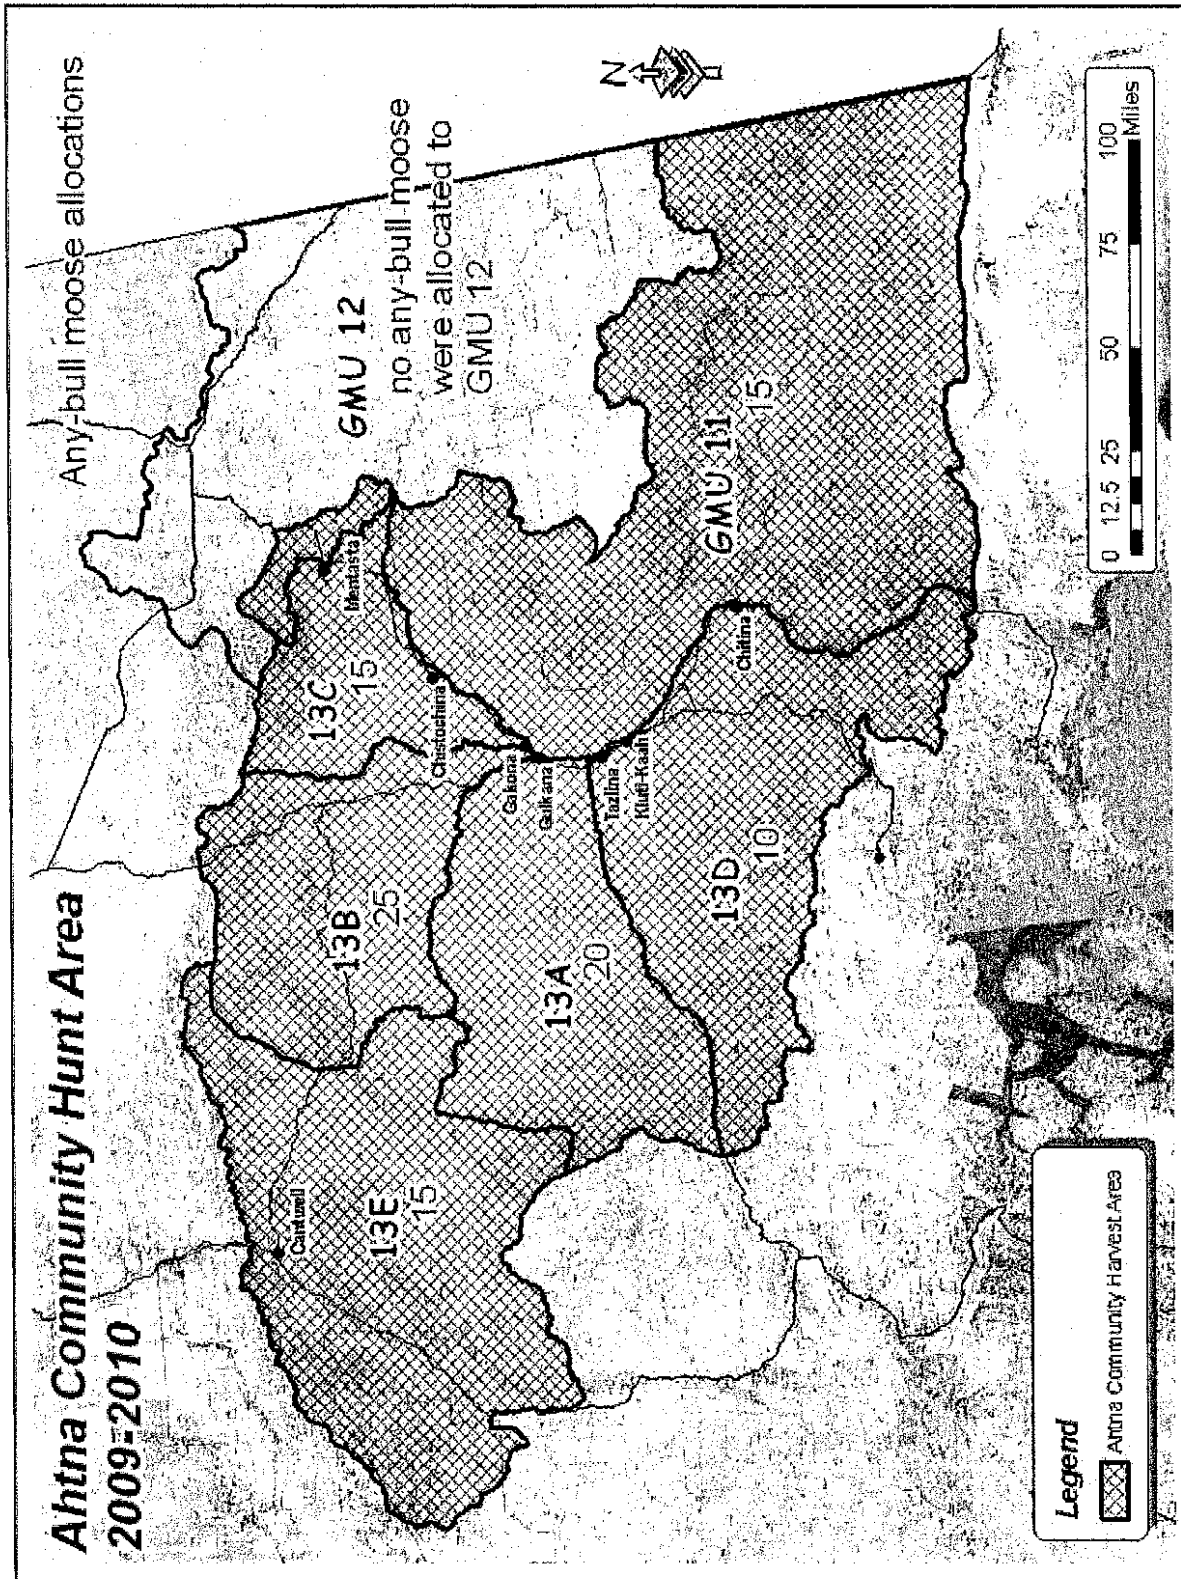 Ahtna Community Hunt Area
2009-2010
Any-bull moose allocations
N
GMU 12
no any-bull moose
were allocated to
GMU 12
Cantwell
13E
15
13B
25
13C
15
Mentasta
Chistochina
Gakona
Gulkana
13A
20
Tazlina
Kluti-Kaah
13D
10
Chitina
GMU 11
15
Legend
Ahtna Community Harvest Area
0 12.5 25 50 75 100
Miles